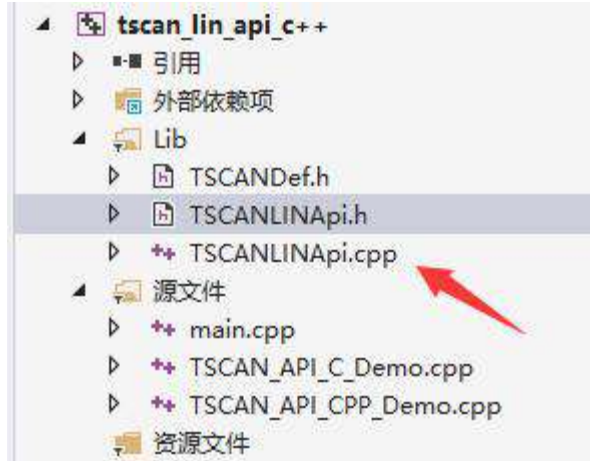 tscan_lin_api_c++
引用
外部依赖项
Lib
TSCANDef.h
TSCANLINApi.h
TSCANLINApi.cpp
源文件
main.cpp
TSCAN_API_C_Demo.cpp
TSCAN_API_CPP_Demo.cpp
资源文件